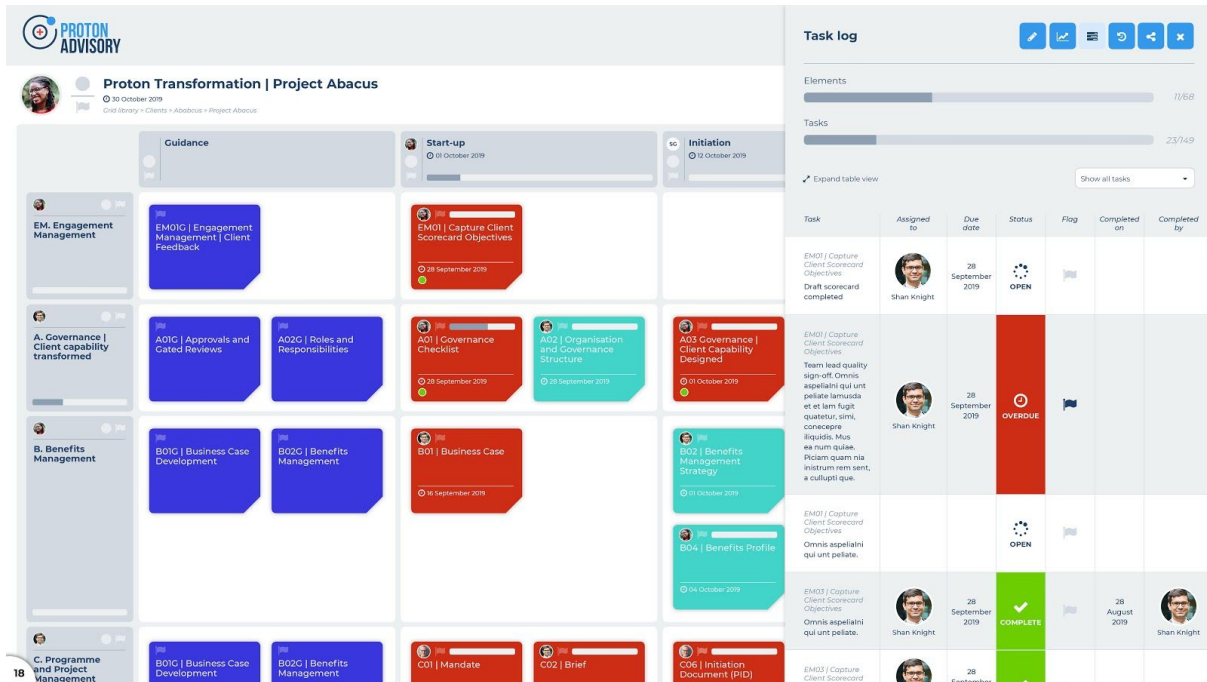 PROTON
ADVISORY
Proton Transformation | Project Abacus
30 October 2019
Grid library > Clients > Ababcus > Project Abacus
Guidance
Start-up
01 October 2019
SG
Initiation
12 October 2019
EM. Engagement
Management
EM01G | Engagement
Management | Client
Feedback
EM01 | Capture Client
Scorecard Objectives
28 September 2019
A. Governance |
Client capability
transformed
A01G | Approvals and
Gated Reviews
A02G | Roles and
Responsibilities
A01 | Governance
Checklist
28 September 2019
A02 | Organisation
and Governance
Structure
28 September 2019
A03 Governance |
Client Capability
Designed
01 October 2019
B. Benefits
Management
B01G | Business Case
Development
B02G | Benefits
Management
B01 | Business Case
16 September 2019
B02 | Benefits
Management
Strategy
01 October 2019
B04 | Benefits Profile
04 October 2019
C. Programme
and Project
Management
B01G | Business Case
Development
B02G | Benefits
Management
C01 | Mandate
C02 | Brief
C06 | Initiation
Document (PID)
18
Task log
Elements
11/68
Tasks
23/149
Expand table view
Show all tasks
Task
Assigned
to
Due
date
Status
Flag
Completed
on
Completed
by
EM01 | Capture
Client Scorecard
Objectives
Draft scorecard
completed
Shan Knight
28
September
2019
OPEN
EM01 | Capture
Client Scorecard
Objectives
Team lead quality
sign-off. Omnis
aspelialni qui unt
peliate lamusda
et et lam fugit
quatetur, simi,
conecepre
iliquidis. Mus
ea num quiae.
Piciam quam nia
inistrum rem sent,
a cullupti que.
Shan Knight
28
September
2019
OVERDUE
EM01 | Capture
Client Scorecard
Objectives
Omnis aspelialni
qui unt peliate.
OPEN
EM03 | Capture
Client Scorecard
Objectives
Omnis aspelialni
qui unt peliate.
Shan Knight
28
September
2019
COMPLETE
28
August
2019
Shan Knight
EM03 | Capture
Client Scorecard
28
September